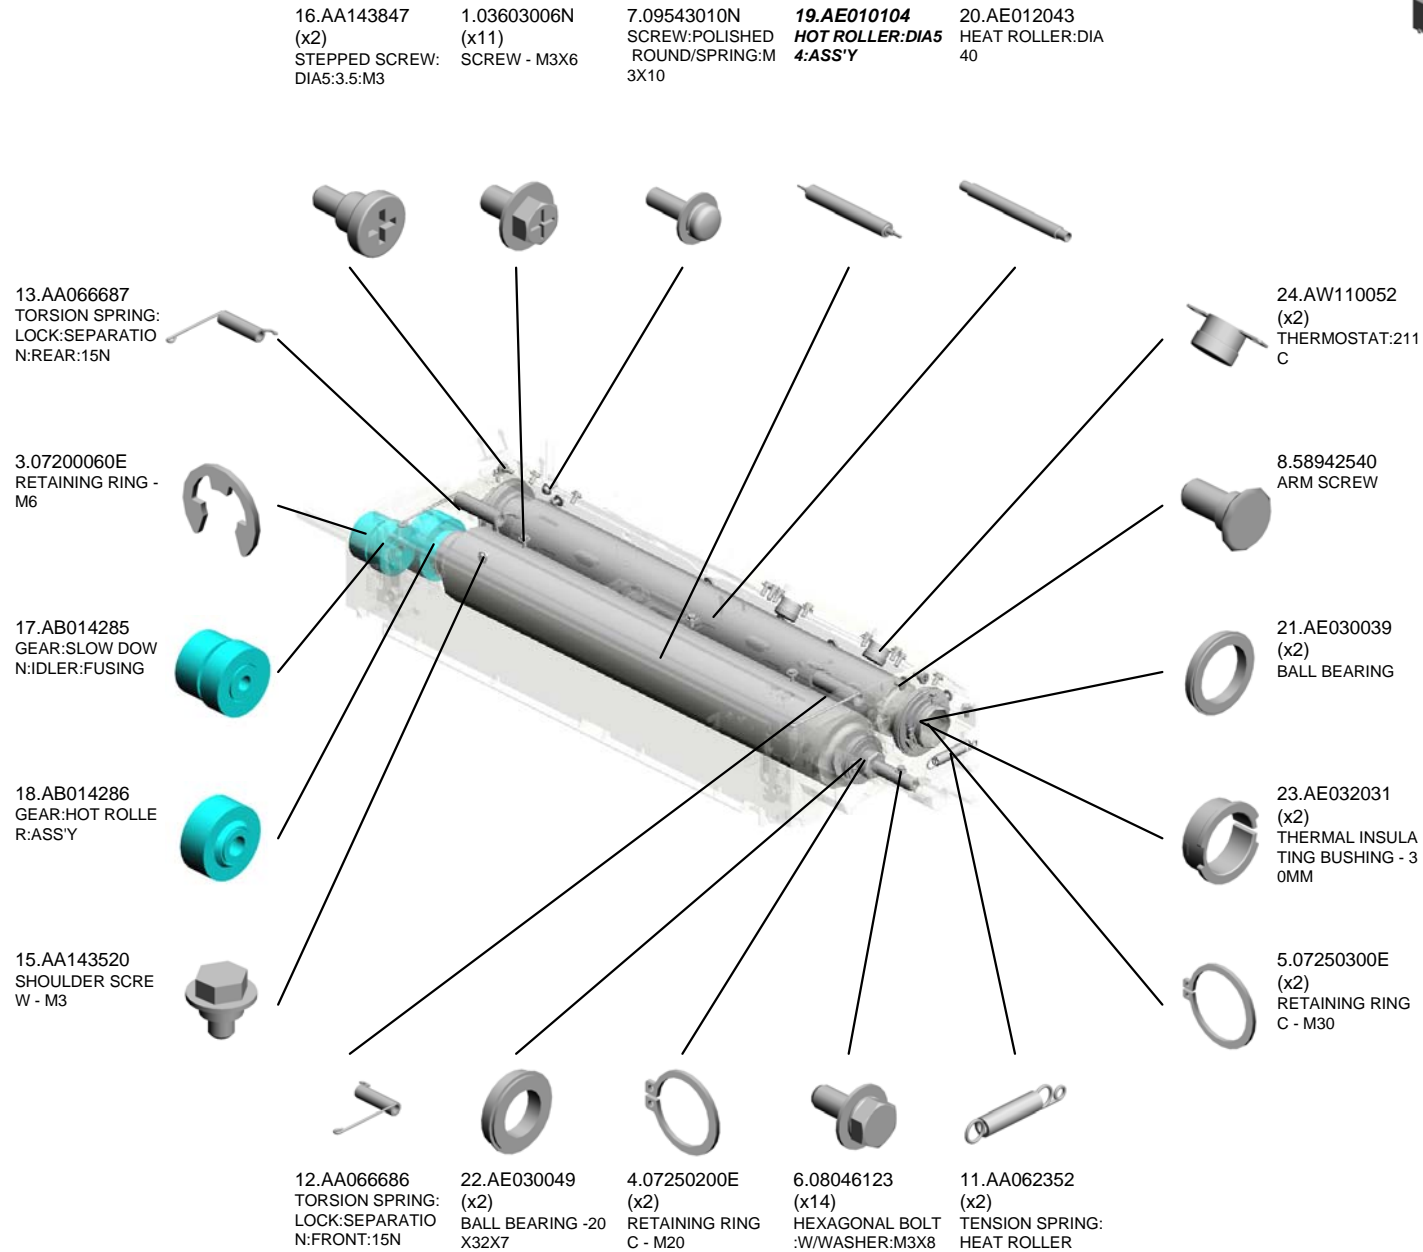 16.AA143847
(x2)
STEPPED SCREW:
DIA5:3.5:M3
1.03603006N
(x11)
SCREW - M3X6
7.09543010N
SCREW:POLISHED
ROUND/SPRING:M
3X10
19.AE010104
HOT ROLLER:DIA5
4:ASS'Y
20.AE012043
HEAT ROLLER:DIA
40
13.AA066687
TORSION SPRING:
LOCK:SEPARATIO
N:REAR:15N
24.AW110052
(x2)
THERMOSTAT:211
C
3.07200060E
RETAINING RING -
M6
8.58942540
ARM SCREW
17.AB014285
GEAR:SLOW DOW
N:IDLER:FUSING
21.AE030039
(x2)
BALL BEARING
18.AB014286
GEAR:HOT ROLLE
R:ASS'Y
23.AE032031
(x2)
THERMAL INSULA
TING BUSHING - 3
0MM
15.AA143520
SHOULDER SCRE
W - M3
5.07250300E
(x2)
RETAINING RING
C - M30
12.AA066686
TORSION SPRING:
LOCK:SEPARATIO
N:FRONT:15N
22.AE030049
(x2)
BALL BEARING -20
X32X7
4.07250200E
(x2)
RETAINING RING
C - M20
6.08046123
(x14)
HEXAGONAL BOLT
:W/WASHER:M3X8
11.AA062352
(x2)
TENSION SPRING:
HEAT ROLLER